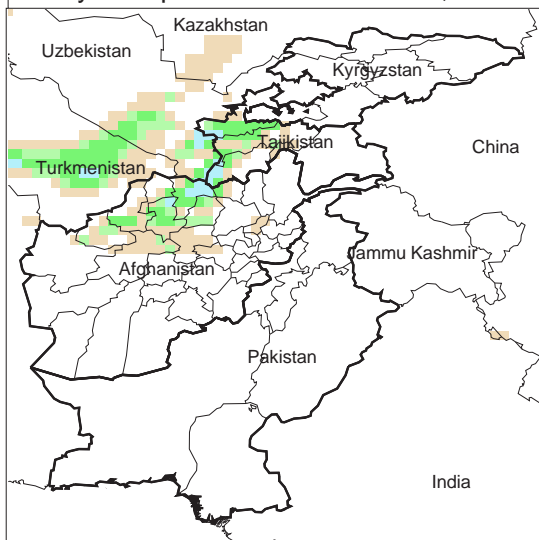 Kazakhstan
Uzbekistan
Kyrgyzstan
Tajikistan
China
Turkmenistan
Jammu Kashmir
Afghanistan
Pakistan
India